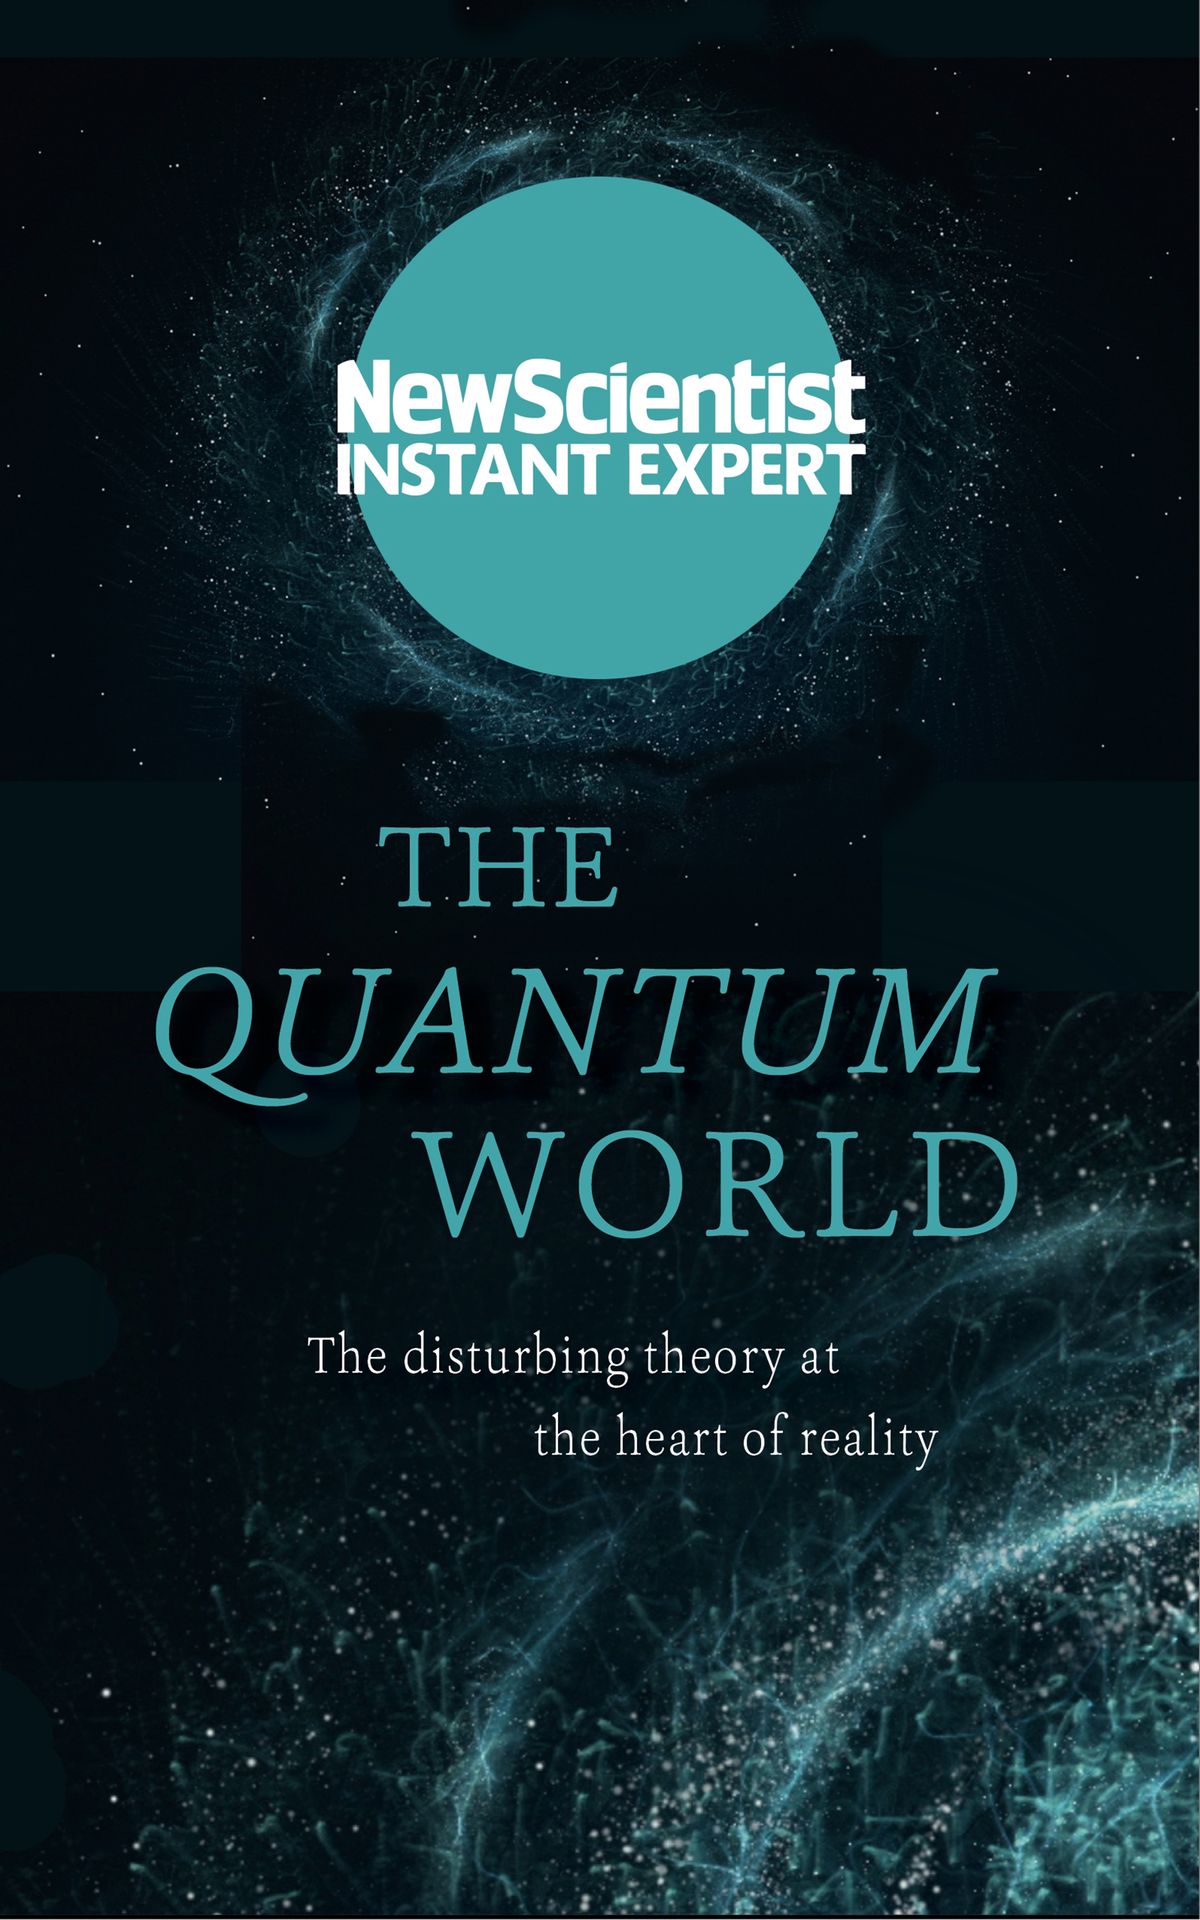 NewScientist
INSTANT EXPERT
THE
QUANTUM
WORLD
The disturbing theory at
the heart of reality